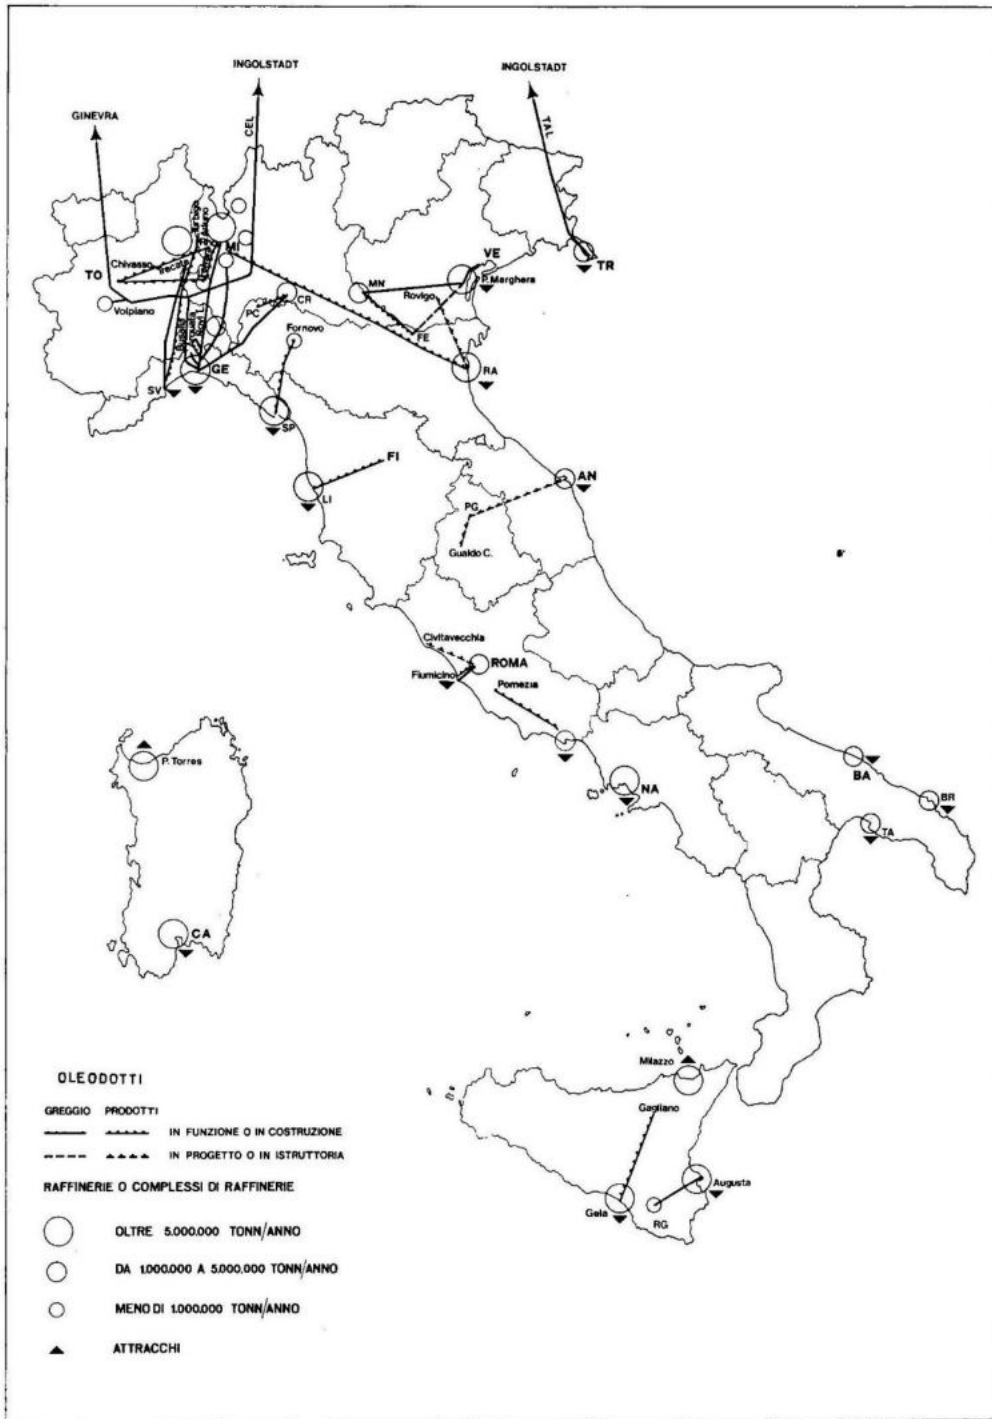 INGOLSTADT
INGOLSTADT
GINEVRA
CEL
TAL
Turbigo
MI
Chivasso
Trecate
TO
Volpiano
VE
P. Marghera
TR
MN
Rovigo
CR
PC
FE
Fornovo
GE
SV
RA
SP
FI
LI
AN
PG
Gualdo C.
Civitavecchia
ROMA
Fiumicino
Pomezia
P. Torres
NA
BA
BR
TA
CA
Milazzo
Gagliano
Augusta
Gela
RG
OLEODOTTI
GREGGIO PRODOTTI
IN FUNZIONE O IN COSTRUZIONE
IN PROGETTO O IN ISTRUTTORIA
RAFFINERIE O COMPLESSI DI RAFFINERIE
OLTRE 5.000.000 TONN/ANNO
DA 1.000.000 A 5.000.000 TONN/ANNO
MENO DI 1.000.000 TONN/ANNO
ATTRACCHI